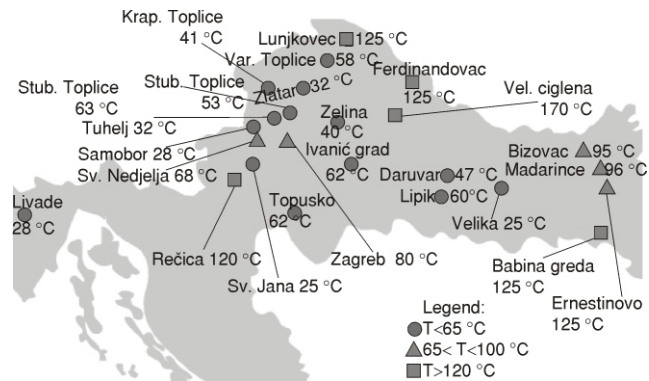 Krap. Toplice
41 °C
Lunjkovec 125 °C
Var. Toplice 58 °C
Ferdinandovac
125 °C
Stub. Toplice
53 °C
Zlatar 32 °C
Stub. Toplice
63 °C
Vel. ciglena
170 °C
Tuhelj 32 °C
Zelina
40 °C
Samobor 28 °C
Sv. Nedjelja 68 °C
Ivanić grad
62 °C
Bizovac 95 °C
Madarince 96 °C
Daruvar 47 °C
Lipik 60°C
Livade
28 °C
Topusko
62 °C
Velika 25 °C
Rečica 120 °C
Zagreb 80 °C
Sv. Jana 25 °C
Babina greda
125 °C
Ernestinovo
125 °C
Legend:
T<65 °C
65< T<100 °C
T>120 °C